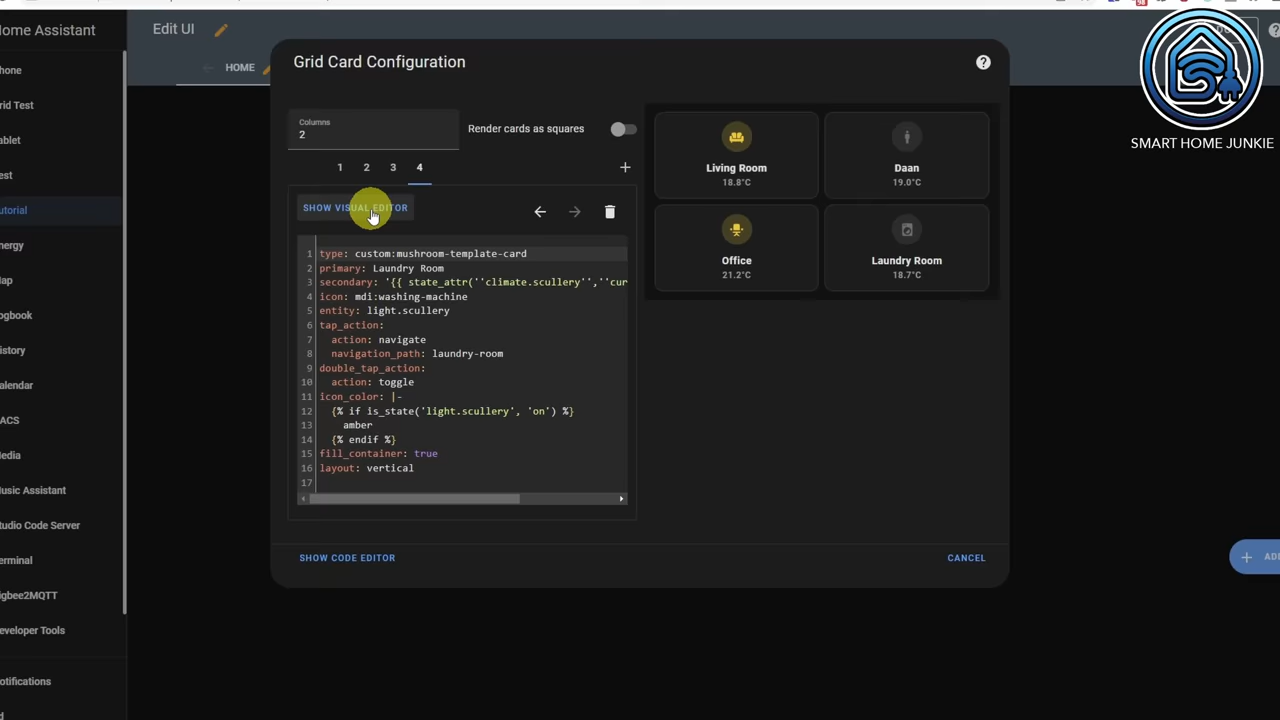 ome Assistant
Edit UI
98
SMART HOME JUNKIE
HOME
Grid Card Configuration
Columns
2
Render cards as squares
1 2 3 4
SHOW VISUAL EDITOR
1 type: custom:mushroom-template-card
2 primary: Laundry Room
3 secondary: '{{ state_attr(''climate.scullery'',''cur
4 icon: mdi:washing-machine
5 entity: light.scullery
6 tap_action:
7 action: navigate
8 navigation_path: laundry-room
9 double_tap_action:
10 action: toggle
11 icon_color: |-
12 {% if is_state('light.scullery', 'on') %}
13 amber
14 {% endif %}
15 fill_container: true
16 layout: vertical
17
SHOW CODE EDITOR
CANCEL
Living Room
18.8°C
Daan
19.0°C
Office
21.2°C
Laundry Room
18.7°C
hone
rid Test
ablet
est
utorial
nergy
ap
ogbook
istory
alendar
ACS
edia
usic Assistant
tudio Code Server
erminal
igbee2MQTT
eveloper Tools
otifications
ADD